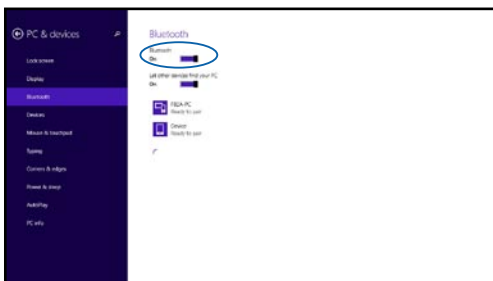 PC & devices
Lock screen
Display
Bluetooth
Devices
Mouse & touchpad
Typing
Corners & edges
Power & sleep
AutoPlay
PC info
Bluetooth
Bluetooth
On
Let other devices find your PC
On
Ready to pair
Device
Ready to pair